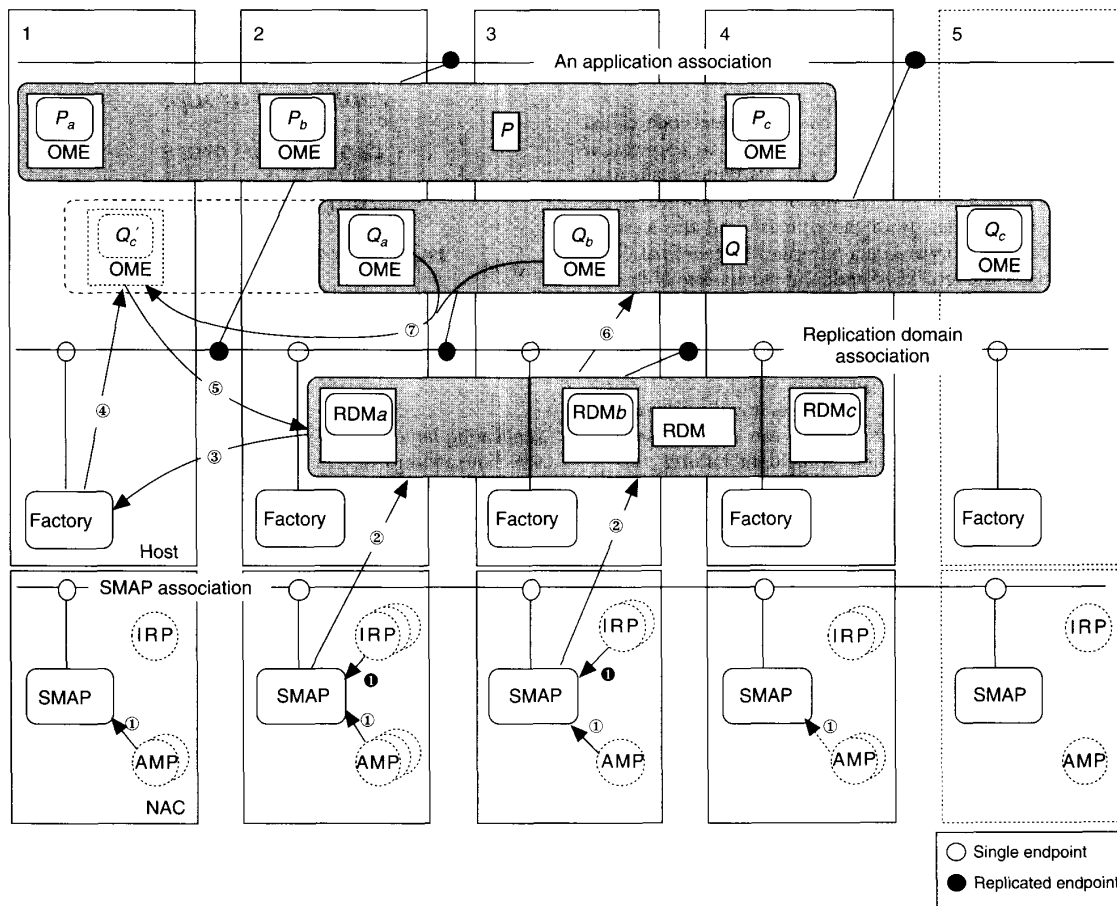 1 2 3 4 5
An application association
Pa Pb P Pc
OME OME OME
Q'c Qa Qb Q Qc
OME OME OME OME
⑦ ⑥
Replication domain
association
⑤
④
RDMa RDMb RDM RDMc
③
Factory Factory Factory Factory Factory
② ②
Host
SMAP association
IRP IRP IRP IRP IRP
❶ ❶
SMAP SMAP SMAP SMAP SMAP
① ① ① ①
AMP AMP AMP AMP AMP
NAC
Single endpoint
Replicated endpoint